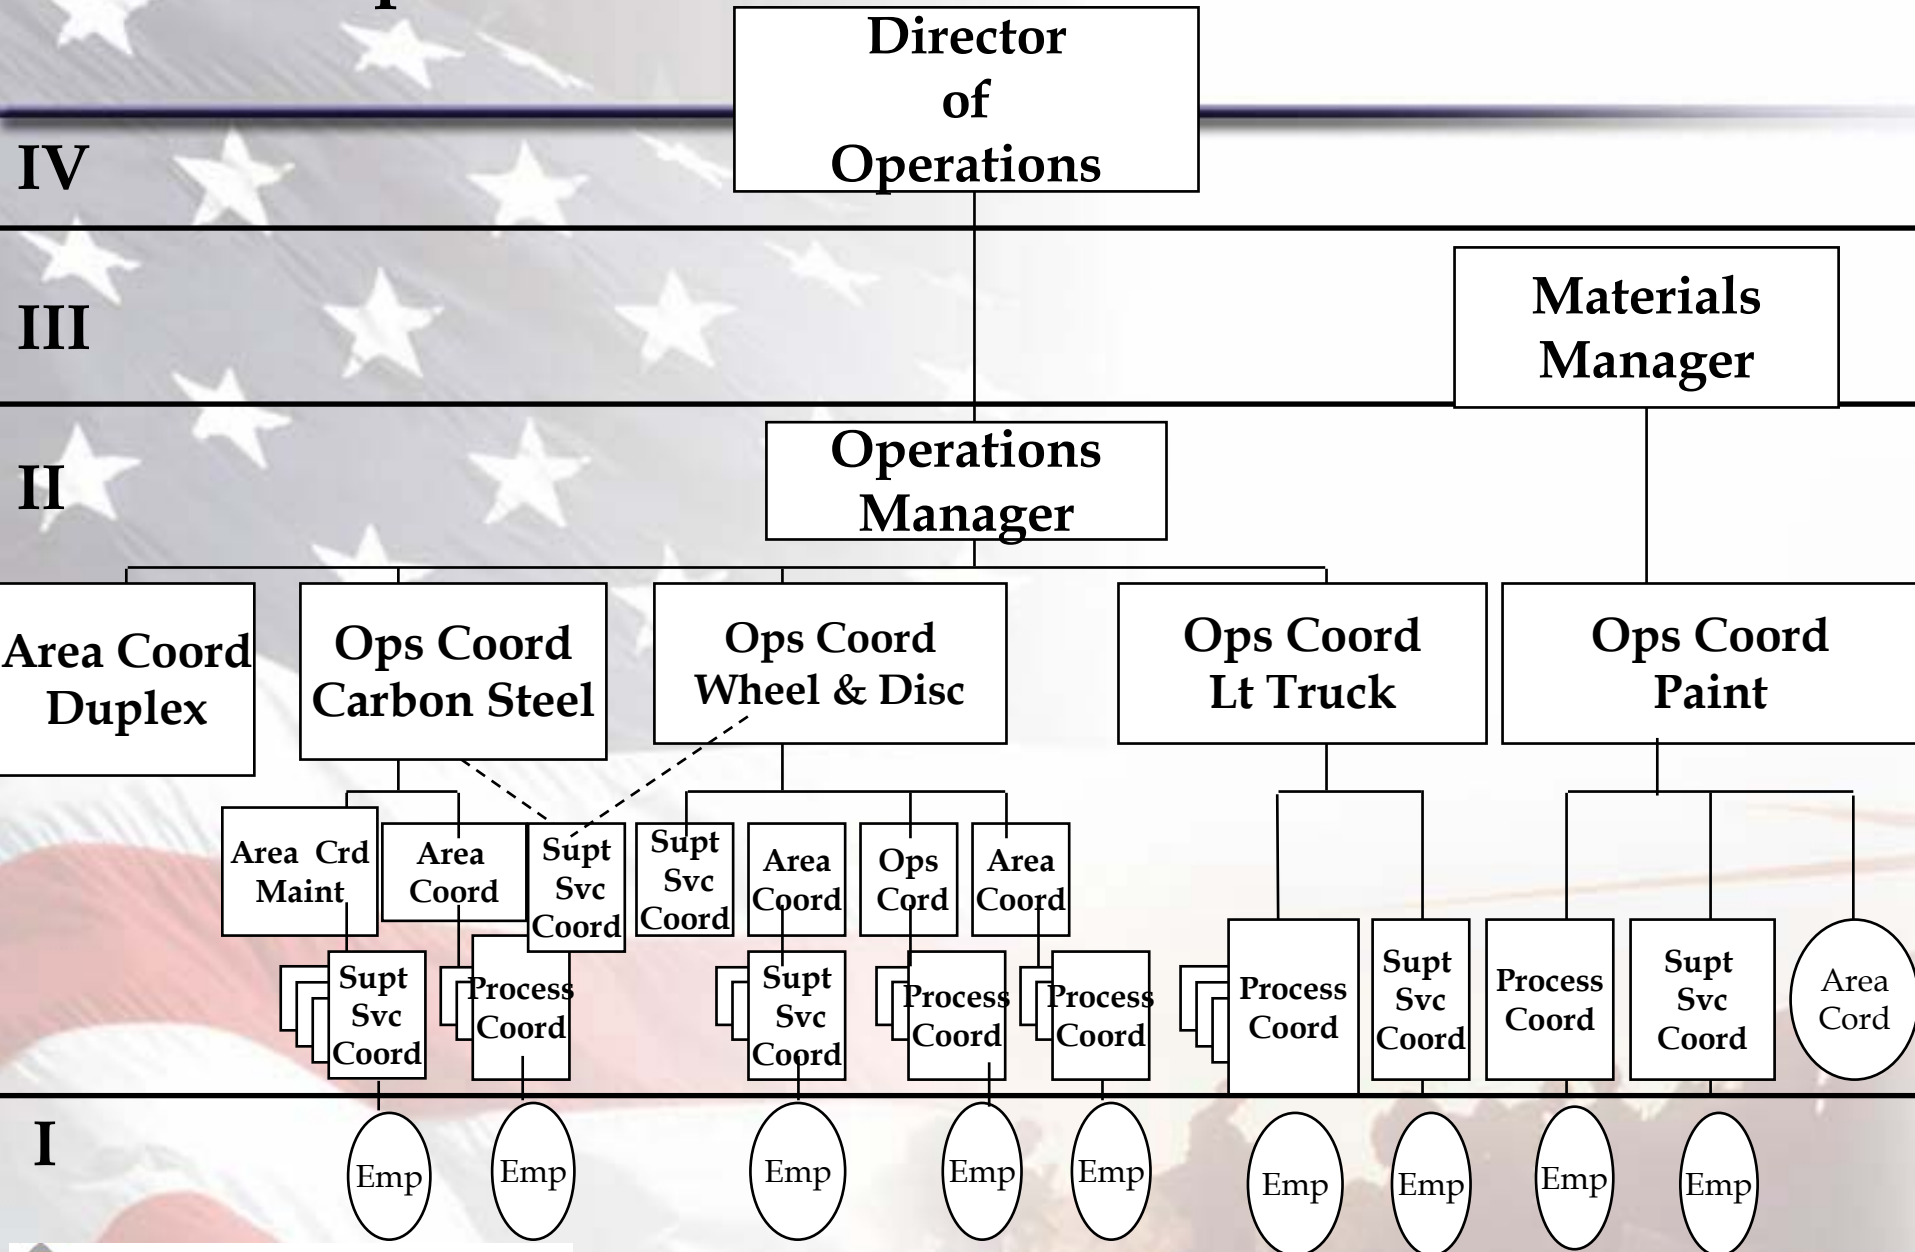 Director
of
Operations
IV
III
Materials
Manager
II
Operations
Manager
Area Coord
Duplex
Ops Coord
Carbon Steel
Ops Coord
Wheel & Disc
Ops Coord
Lt Truck
Ops Coord
Paint
Area Crd
Maint
Area
Coord
Supt
Svc
Coord
Supt
Svc
Coord
Area
Coord
Ops
Cord
Area
Coord
Supt
Svc
Coord
Process
Coord
Supt
Svc
Coord
Process
Coord
Process
Coord
Process
Coord
Supt
Svc
Coord
Process
Coord
Supt
Svc
Coord
Area
Cord
I
Emp
Emp
Emp
Emp
Emp
Emp
Emp
Emp
Emp